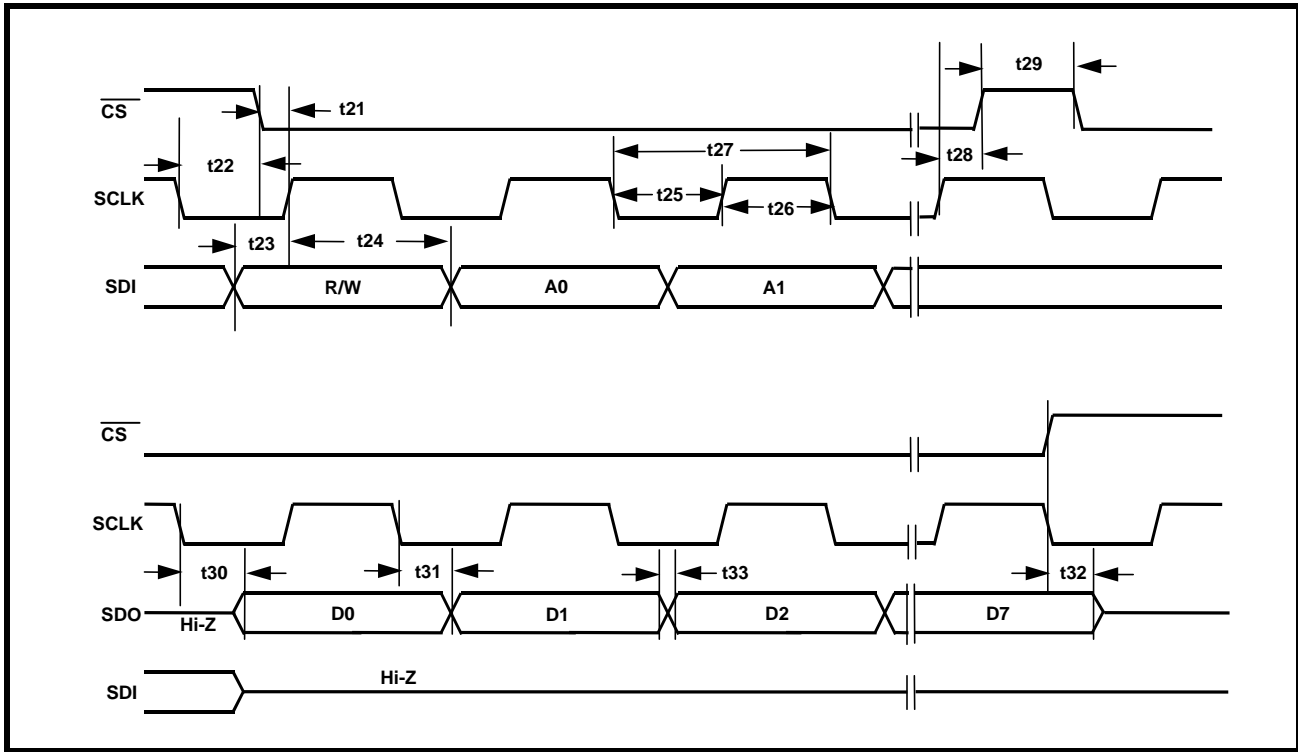 t29
CS
t21
t22
t27
t28
SCLK
t25
t26
t23
t24
SDI
R/W
A0
A1
CS
SCLK
t30
t31
t33
t32
SDO
Hi-Z
D0
D1
D2
D7
SDI
Hi-Z